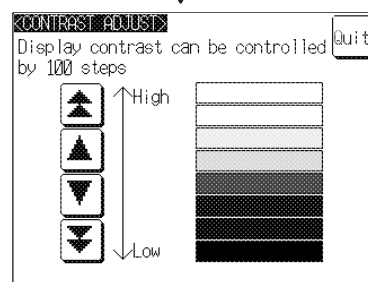 <CONTRAST ADJUST>
Quit
Display contrast can be controlled
by 100 steps
High
Low